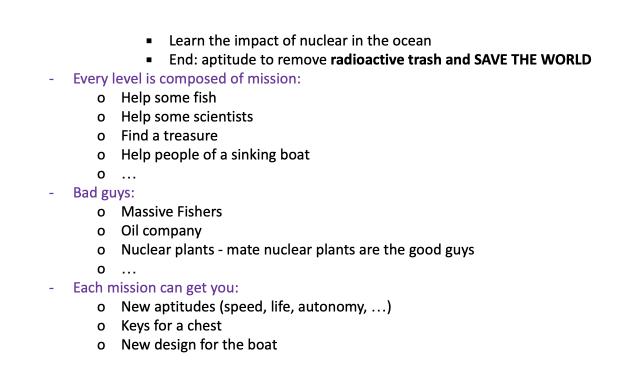 ▪ Learn the impact of nuclear in the ocean
▪ End: aptitude to remove radioactive trash and SAVE THE WORLD
- Every level is composed of mission:
o Help some fish
o Help some scientists
o Find a treasure
o Help people of a sinking boat
o …
- Bad guys:
o Massive Fishers
o Oil company
o Nuclear plants - mate nuclear plants are the good guys
o …
- Each mission can get you:
o New aptitudes (speed, life, autonomy, …)
o Keys for a chest
o New design for the boat